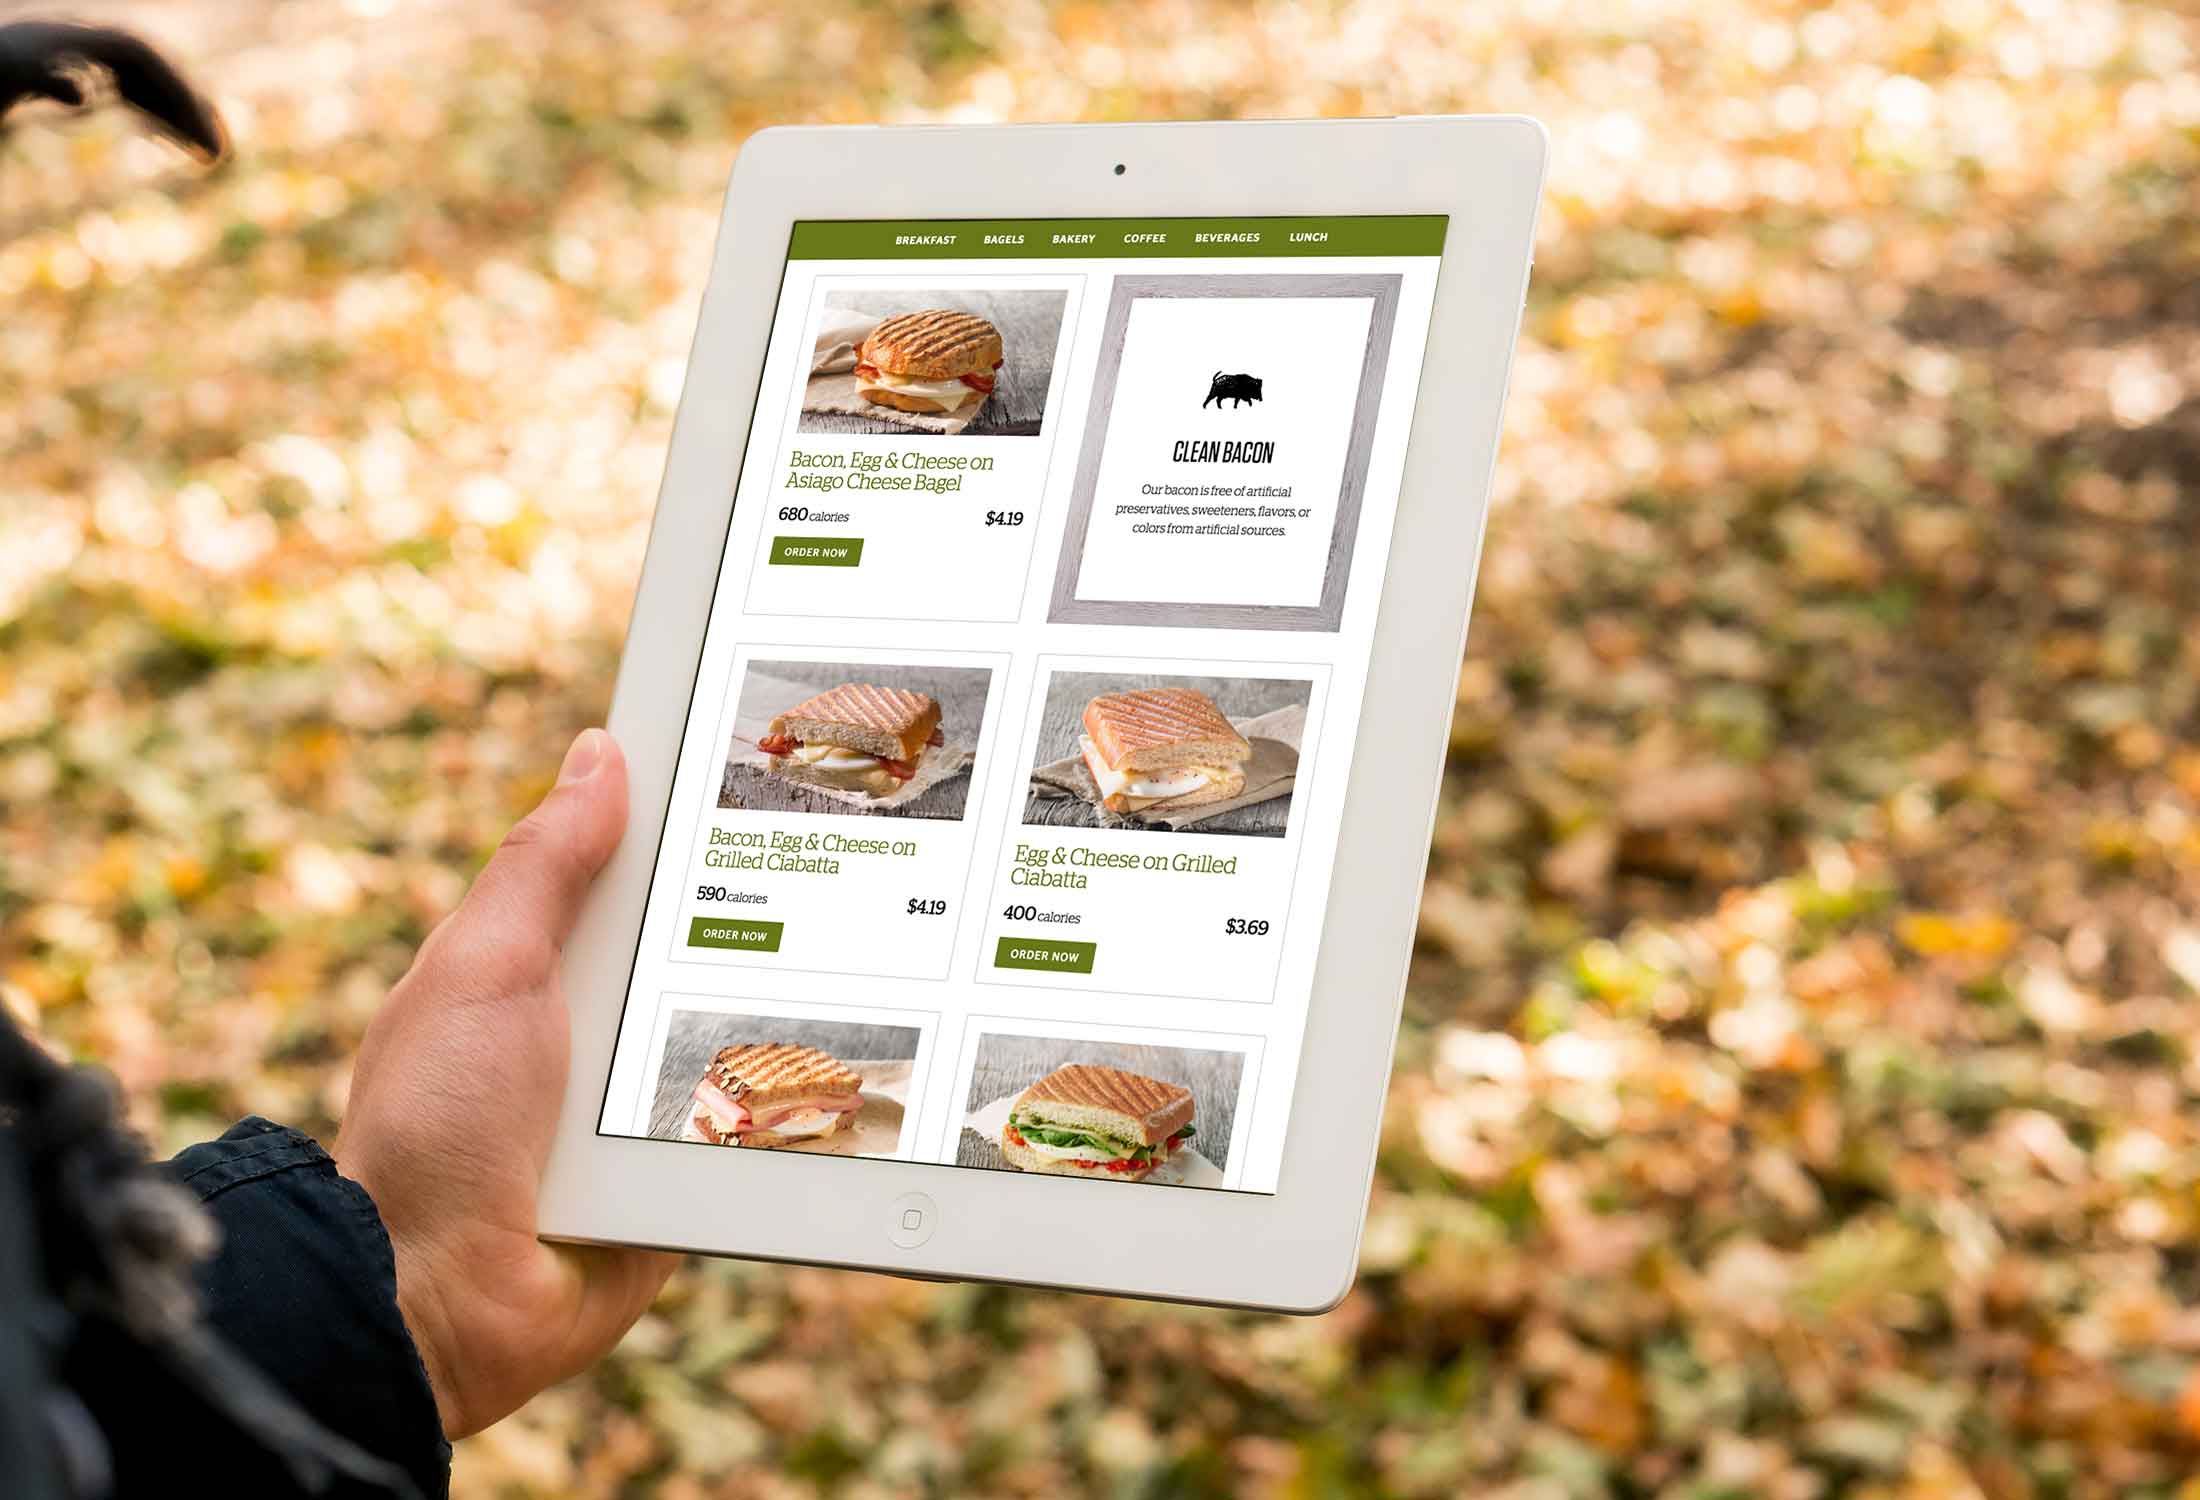 BREAKFAST BAGELS BAKERY COFFEE BEVERAGES LUNCH
Bacon, Egg & Cheese on
Asiago Cheese Bagel
680 calories $4.19
ORDER NOW
CLEAN BACON
Our bacon is free of artificial
preservatives, sweeteners, flavors, or
colors from artificial sources.
Bacon, Egg & Cheese on
Grilled Ciabatta
590 calories $4.19
ORDER NOW
Egg & Cheese on Grilled
Ciabatta
400 calories $3.69
ORDER NOW